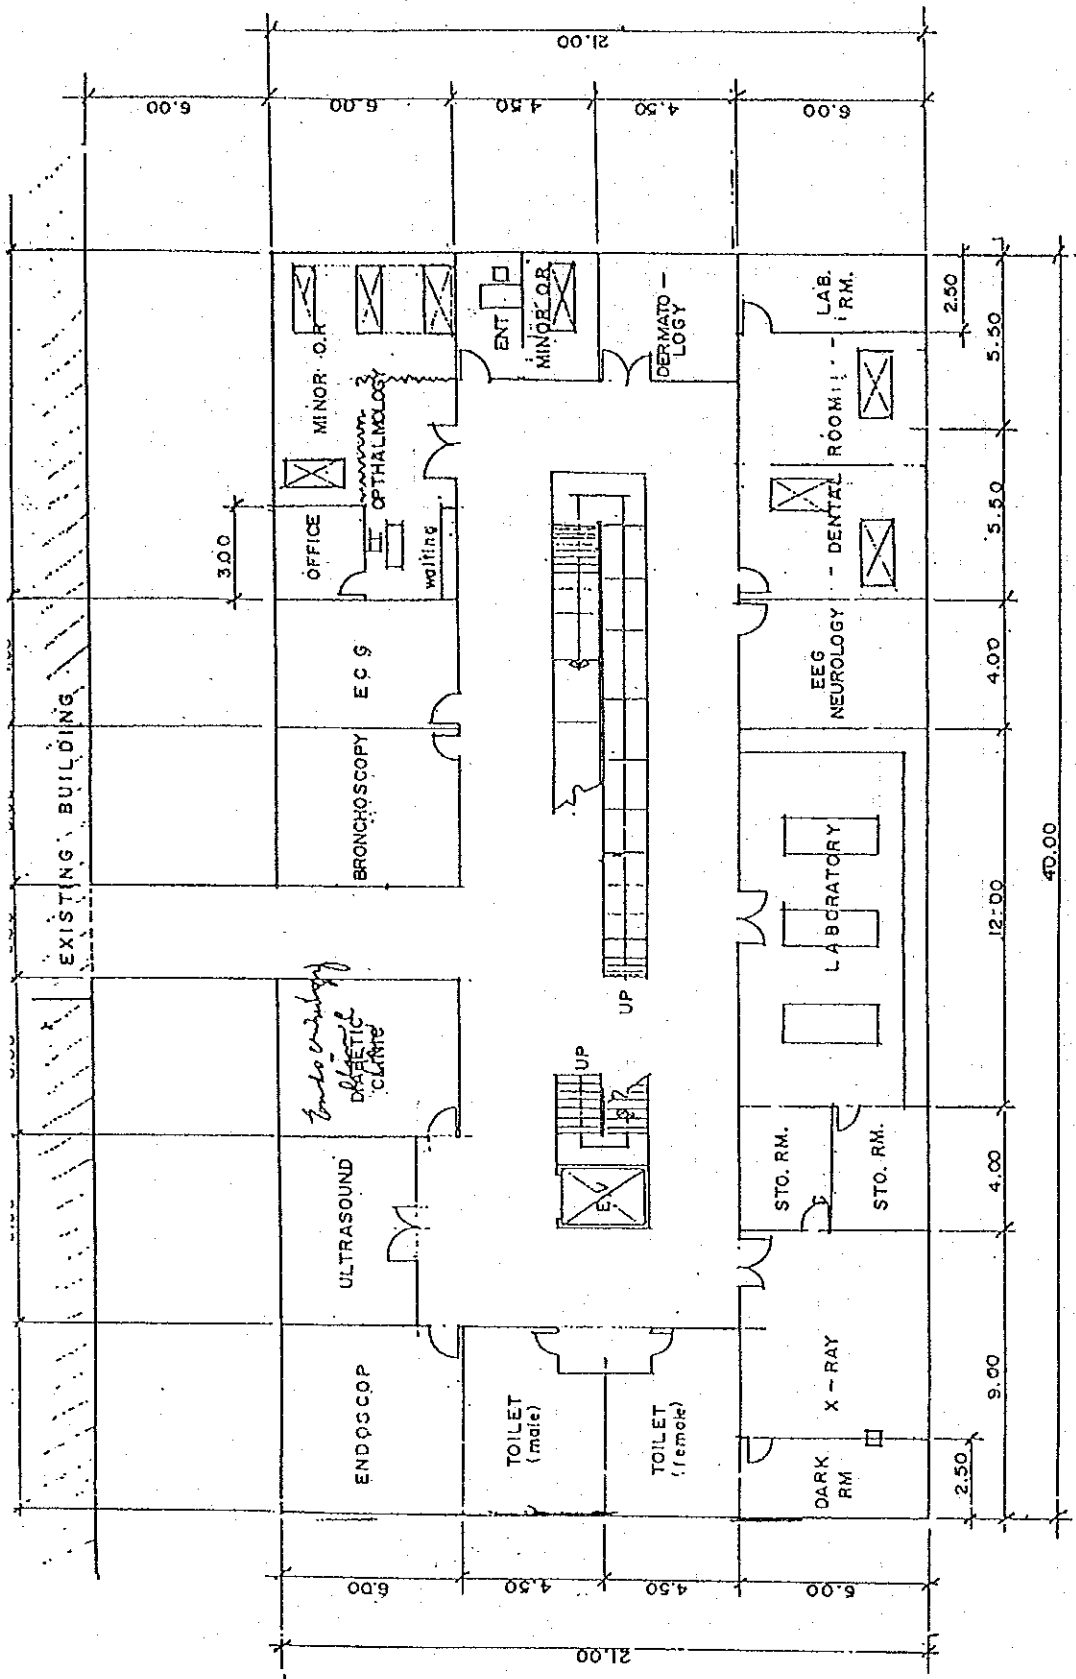 EXISTING BUILDING
21.00
6.00
6.00
4.50
4.50
6.00
ENDOSCOP
ULTRASOUND
Endocrinology
DIABETIC
CLINIC
BRONCHOSCOPY
ECG
3.00
OFFICE
waiting
OPTHALMOLOGY
MINOR O.R
ENT
MINOR OR
DERMATO-
LOGY
TOILET
(male)
TOILET
(female)
E.V
UP
UP
DARK
RM
X-RAY
STO. RM.
STO. RM.
LABORATORY
EEG
NEUROLOGY
DENTAL ROOM
LAB.
RM.
2.50
2.50
9.00
4.00
12.00
4.00
5.50
5.50
40.00
6.00
4.50
4.50
6.00
21.00